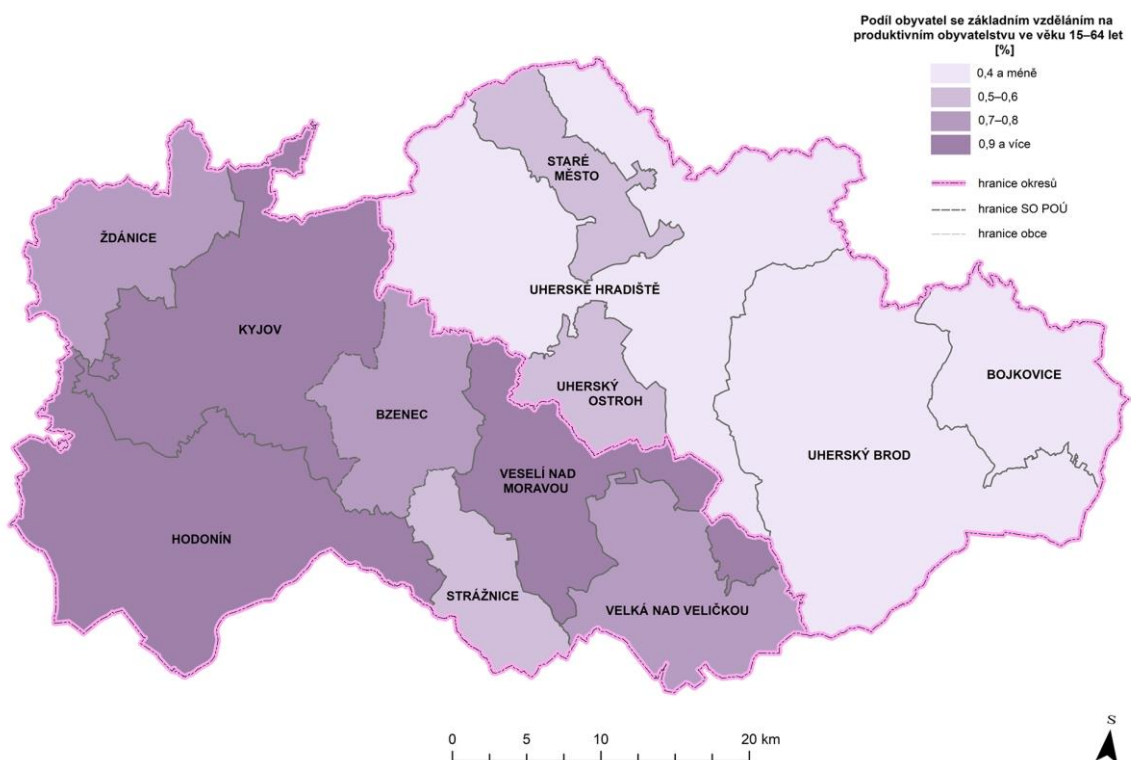 Podíl obyvatel se základním vzděláním na
produktivním obyvatelstvu ve věku 15–64 let
[%]
0,4 a méně
0,5–0,6
0,7–0,8
0,9 a více
hranice okresů
hranice SO POÚ
hranice obce
STARÉ
MĚSTO
ŽDÁNICE
UHERSKÉ HRADIŠTĚ
KYJOV
BOJKOVICE
UHERSKÝ
OSTROH
BZENEC
UHERSKÝ BROD
VESELÍ NAD
MORAVOU
HODONÍN
STRÁŽNICE
VELKÁ NAD VELIČKOU
0 5 10 20 km
S